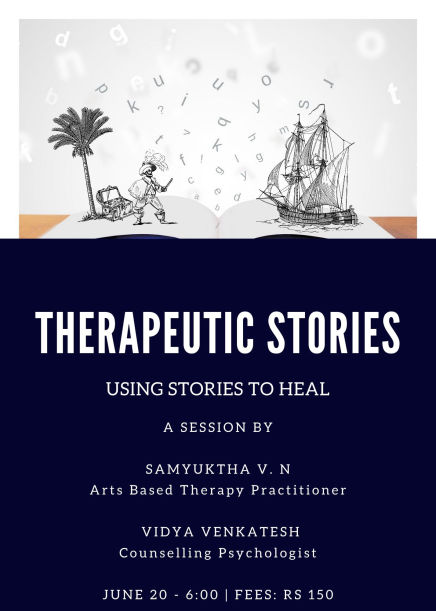 THERAPEUTIC STORIES
USING STORIES TO HEAL
A SESSION BY
SAMYUKTHA V. N
Arts Based Therapy Practitioner
VIDYA VENKATESH
Counselling Psychologist
JUNE 20 - 6:00 | FEES: RS 150